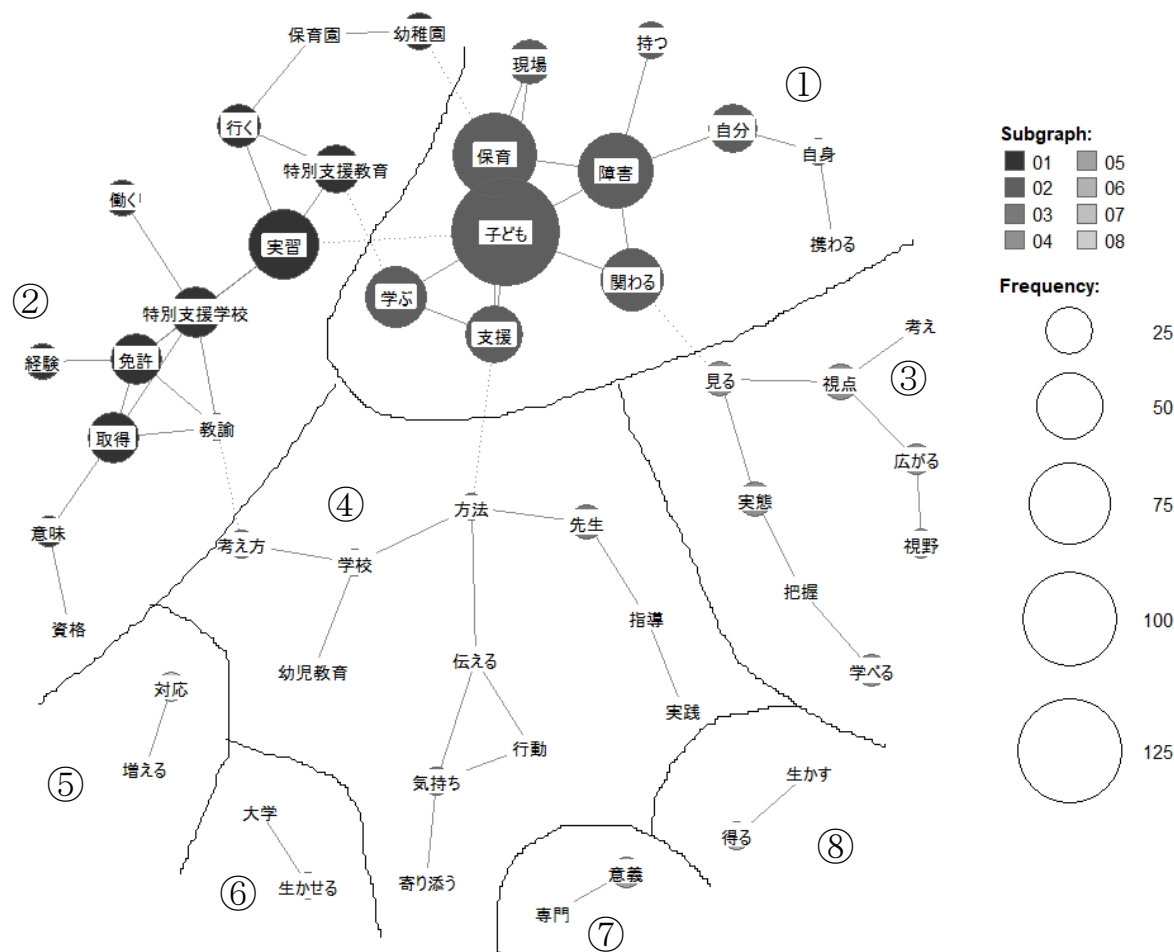 保育園
幼稚園
現場
持つ
①
行く
保育
障害
自分
自身
特別支援教育
働く
実習
子ども
関わる
携わる
学ぶ
支援
②
特別支援学校
経験
免許
取得
教諭
意味
資格
考え
見る
視点
③
広がる
実態
視野
把握
学べる
④
方法
先生
考え方
学校
指導
幼児教育
伝える
実践
行動
気持ち
寄り添う
対応
増える
⑤
大学
生かせる
⑥
意義
専門
⑦
生かす
得る
⑧
Subgraph:
01 05
02 06
03 07
04 08
Frequency:
25
50
75
100
125